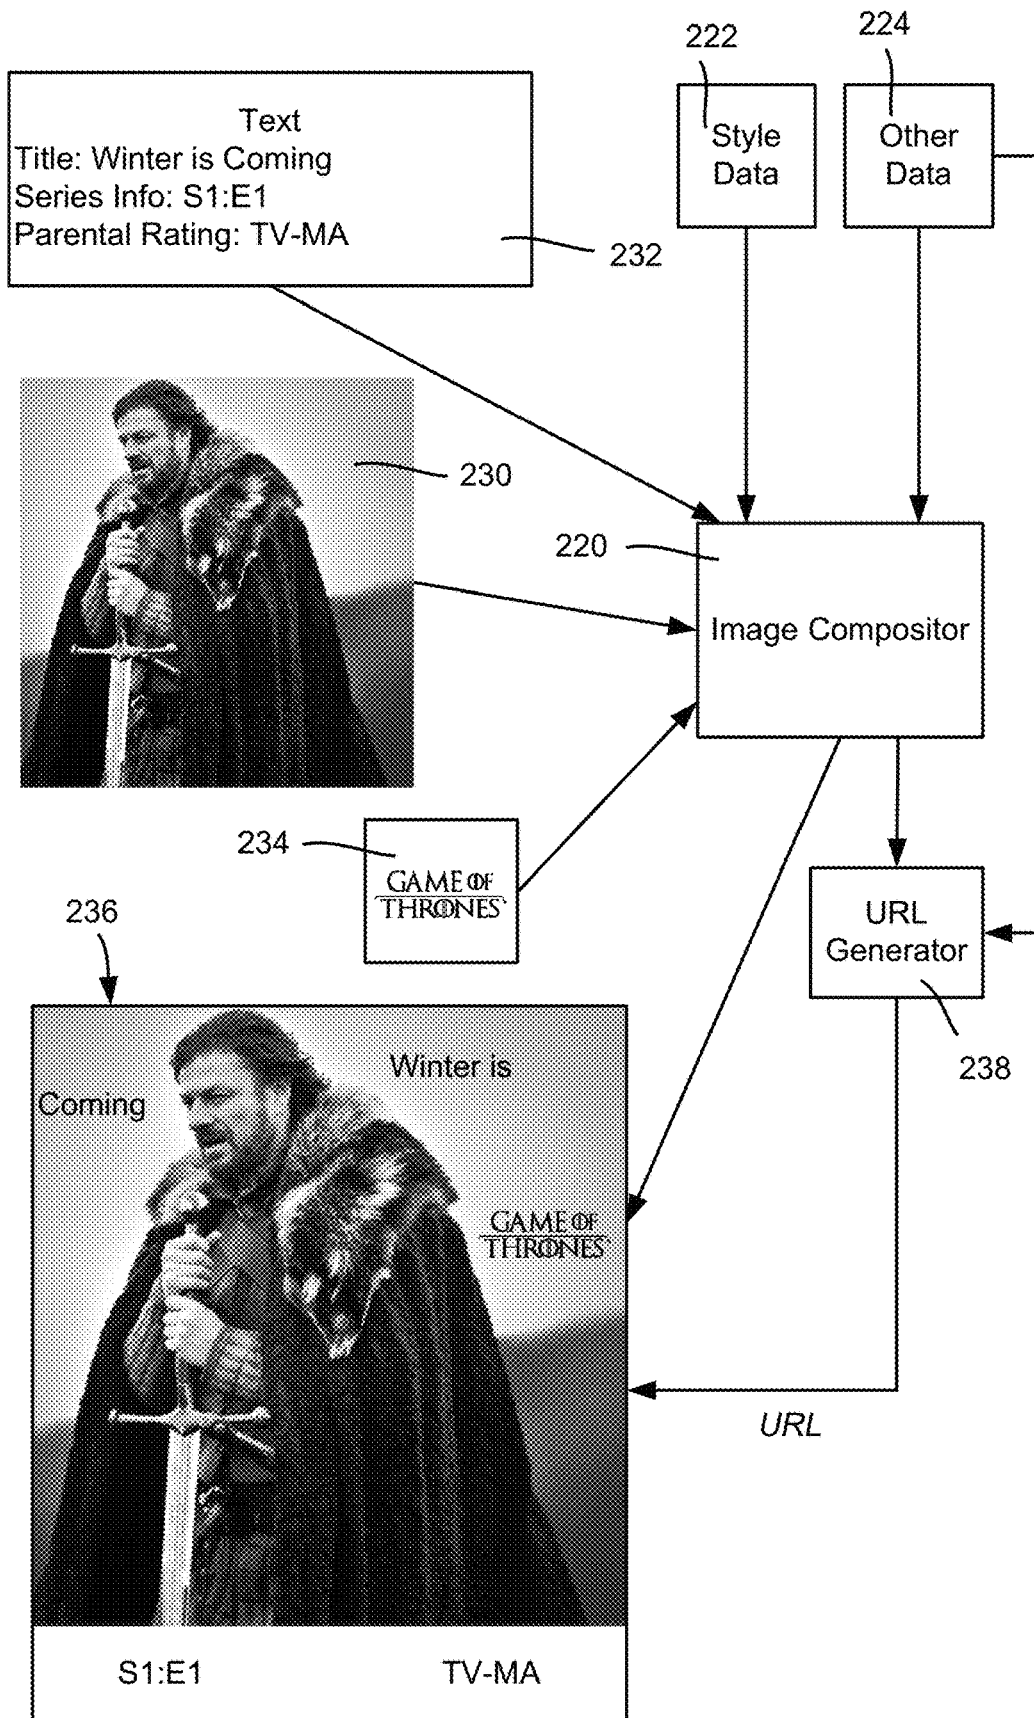 222
224
Text
Title: Winter is Coming
Series Info: S1:E1
Parental Rating: TV-MA
232
Style
Data
Other
Data
230
220
Image Compositor
234
GAME OF
THRONES
236
URL
Generator
238
Winter is
Coming
GAME OF
THRONES
URL
S1:E1
TV-MA